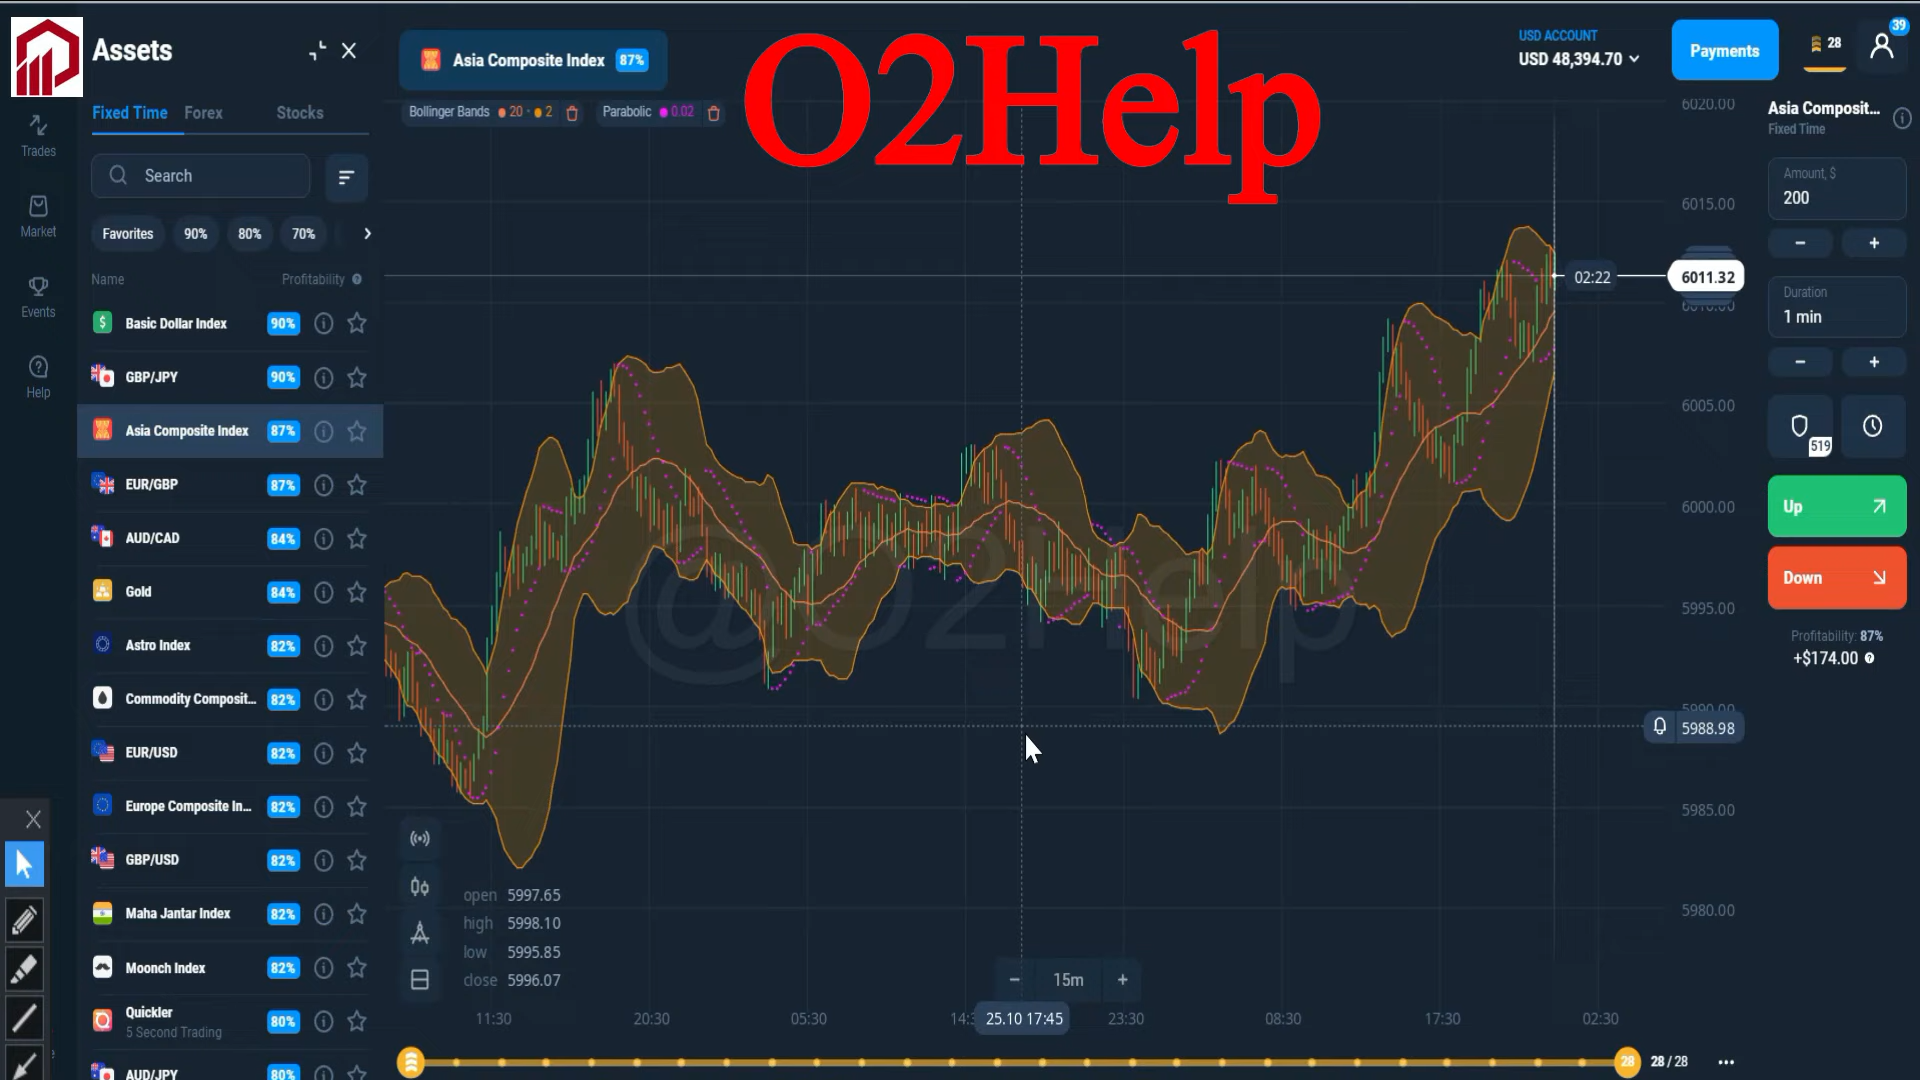 Assets
Asia Composite Index 87%
O2Help
USD ACCOUNT
USD 48,394.70
Payments
28
39
Fixed Time Forex Stocks
Bollinger Bands 20 · 2 Parabolic 0.02
6020.00
Asia Composit...
Fixed Time
Trades
Search
Amount, $
200
6015.00
Market
Favorites 90% 80% 70%
Name Profitability
02:22
6011.32
6010.00
Duration
1 min
Events
Basic Dollar Index 90%
GBP/JPY 90%
Help
6005.00
Asia Composite Index 87%
519
EUR/GBP 87%
6000.00
Up
AUD/CAD 84%
Down
Gold 84%
@O2Help
5995.00
Profitability: 87%
+$174.00
Astro Index 82%
Commodity Composit... 82%
5990.00
5988.98
EUR/USD 82%
Europe Composite In... 82%
5985.00
GBP/USD 82%
open 5997.65
high 5998.10
low 5995.85
close 5996.07
Maha Jantar Index 82%
5980.00
Moonch Index 82%
15m
Quickler 80%
5 Second Trading
11:30 20:30 05:30 14:3 25.10 17:45 23:30 08:30 17:30 02:30
28 28 / 28
AUD/JPY 80%